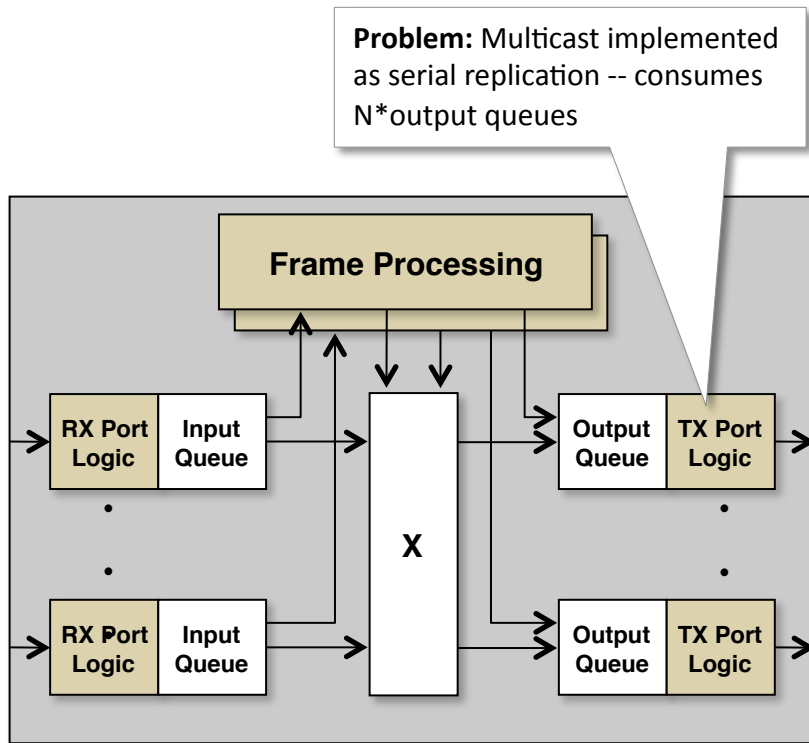 Problem: Multicast implemented
as serial replication -- consumes
N*output queues
Frame Processing
RX Port
Logic
Input
Queue
X
Output
Queue
TX Port
Logic
RX Port
Logic
Input
Queue
Output
Queue
TX Port
Logic